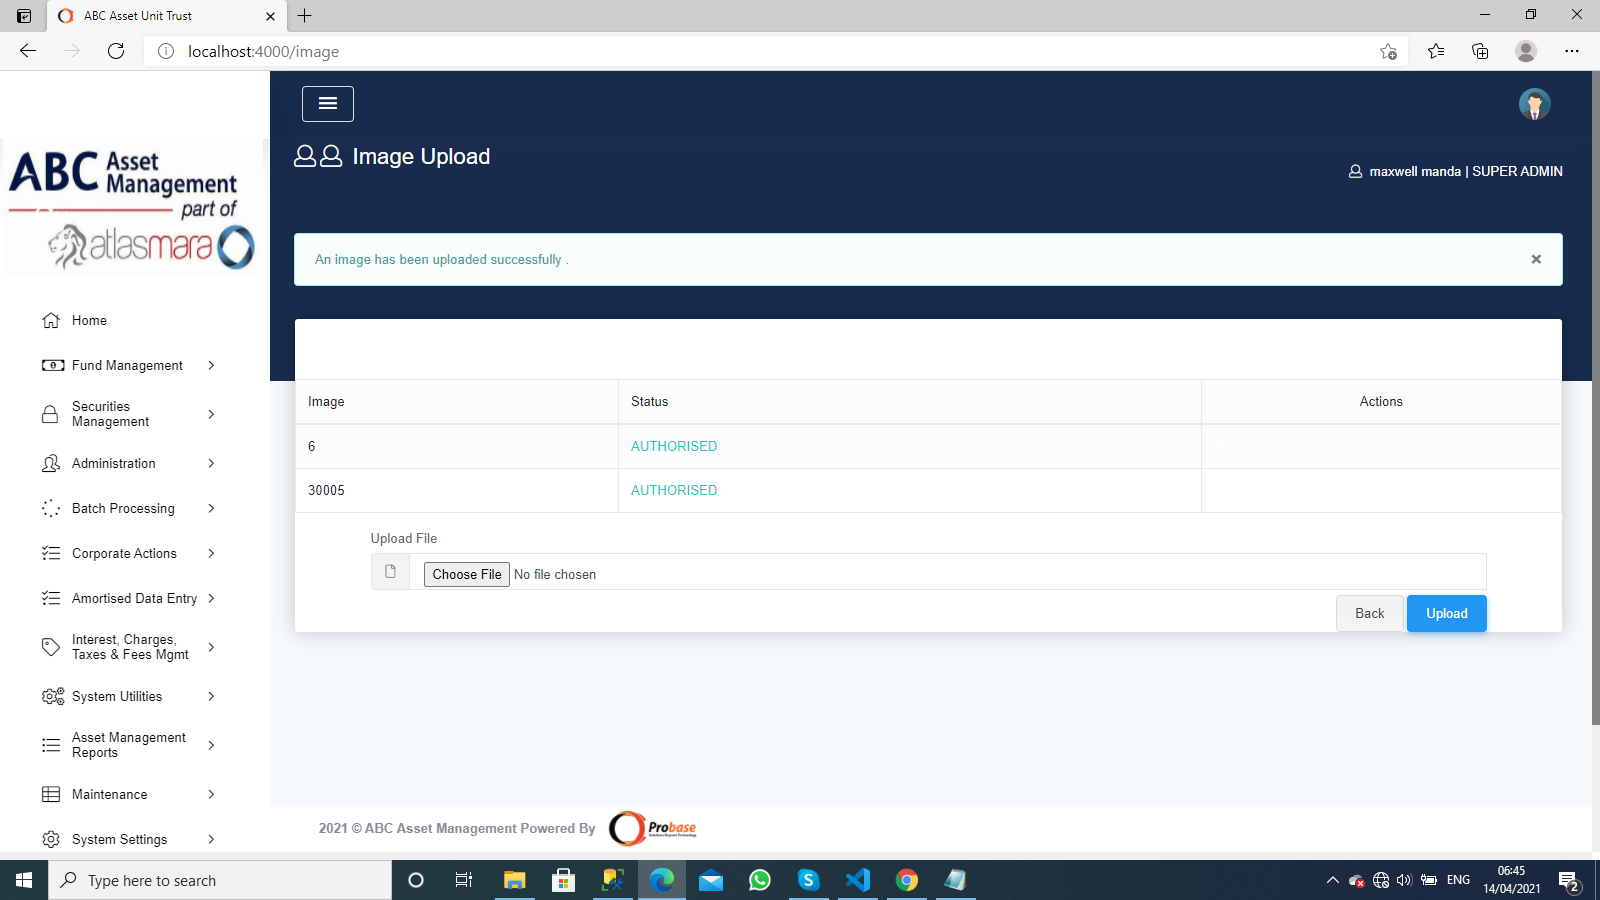 ABC Asset Unit Trust
localhost:4000/image
ABC Asset Management
part of
atlasmara
Image Upload
maxwell manda | SUPER ADMIN
An image has been uploaded successfully .
Home
Fund Management
Securities
Management
Administration
Batch Processing
Corporate Actions
Amortised Data Entry
Interest, Charges,
Taxes & Fees Mgmt
System Utilities
Asset Management
Reports
Maintenance
System Settings
Image Status Actions
6 AUTHORISED
30005 AUTHORISED
Upload File
Choose File No file chosen
Back Upload
2021 © ABC Asset Management Powered By
Probase
Type here to search
ENG
06:45
14/04/2021
2